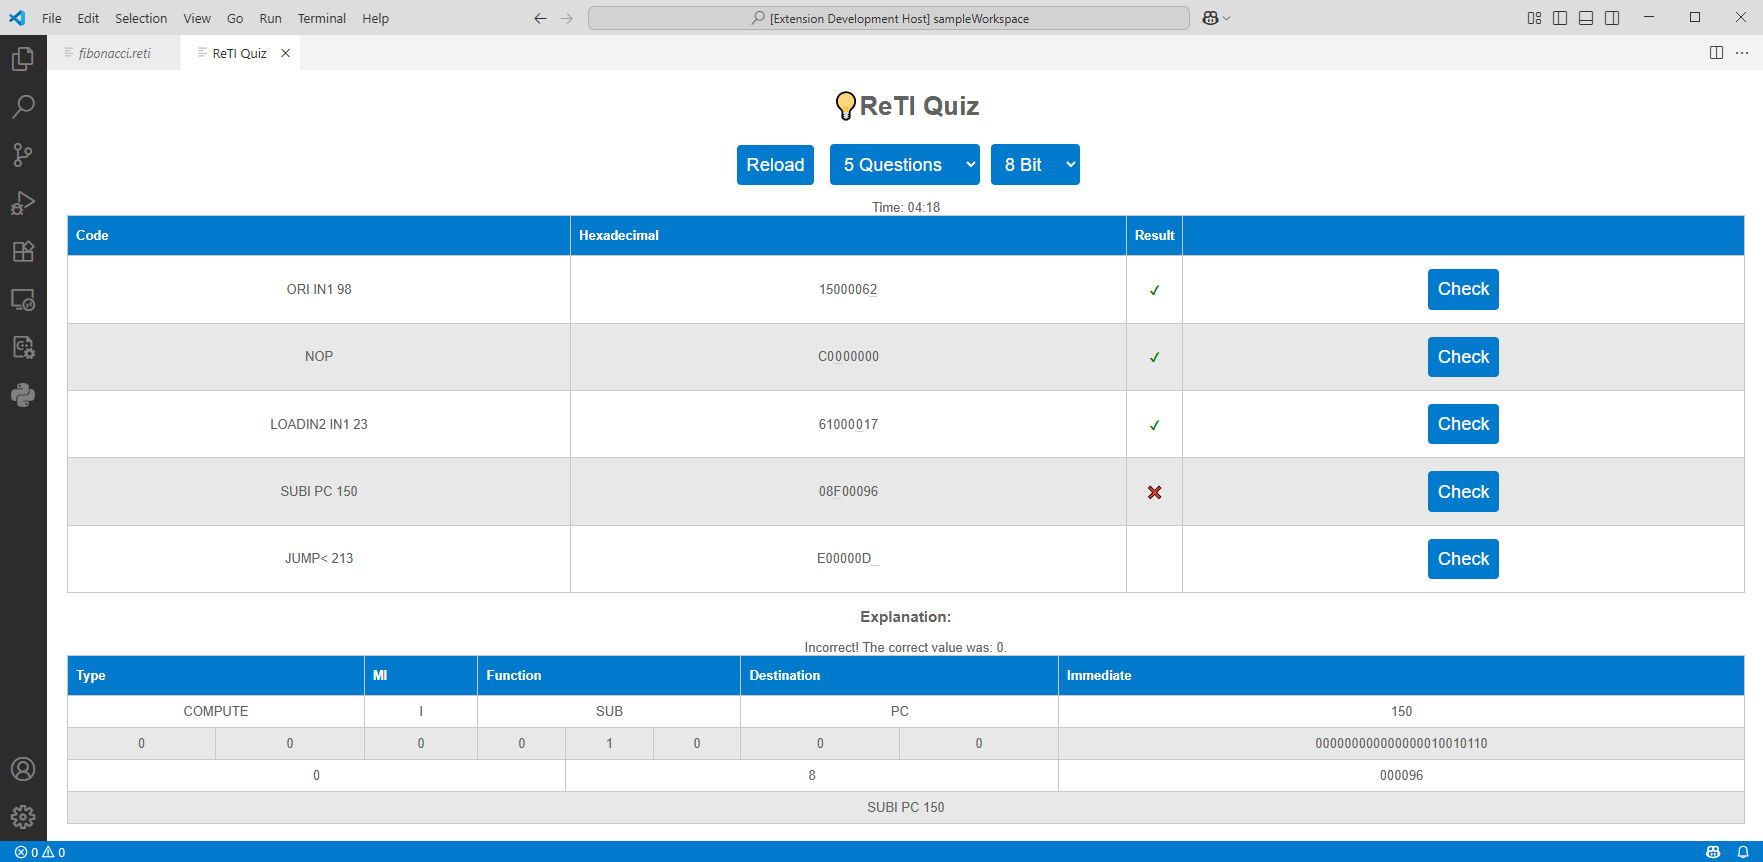 File Edit Selection View Go Run Terminal Help
[Extension Development Host] sampleWorkspace
fibonacci.reti
ReTI Quiz
ReTI Quiz
Reload 5 Questions 8 Bit
Time: 04:18
Code Hexadecimal Result
ORI IN1 98 15000062 ✓ Check
NOP C0000000 ✓ Check
LOADIN2 IN1 23 61000017 ✓ Check
SUBI PC 150 08F00096 ✗ Check
JUMP< 213 E00000D_ Check
Explanation:
Incorrect! The correct value was: 0.
Type MI Function Destination Immediate
COMPUTE I SUB PC 150
0 0 0 0 1 0 0 0 000000000000000010010110
0 8 000096
SUBI PC 150
0 0